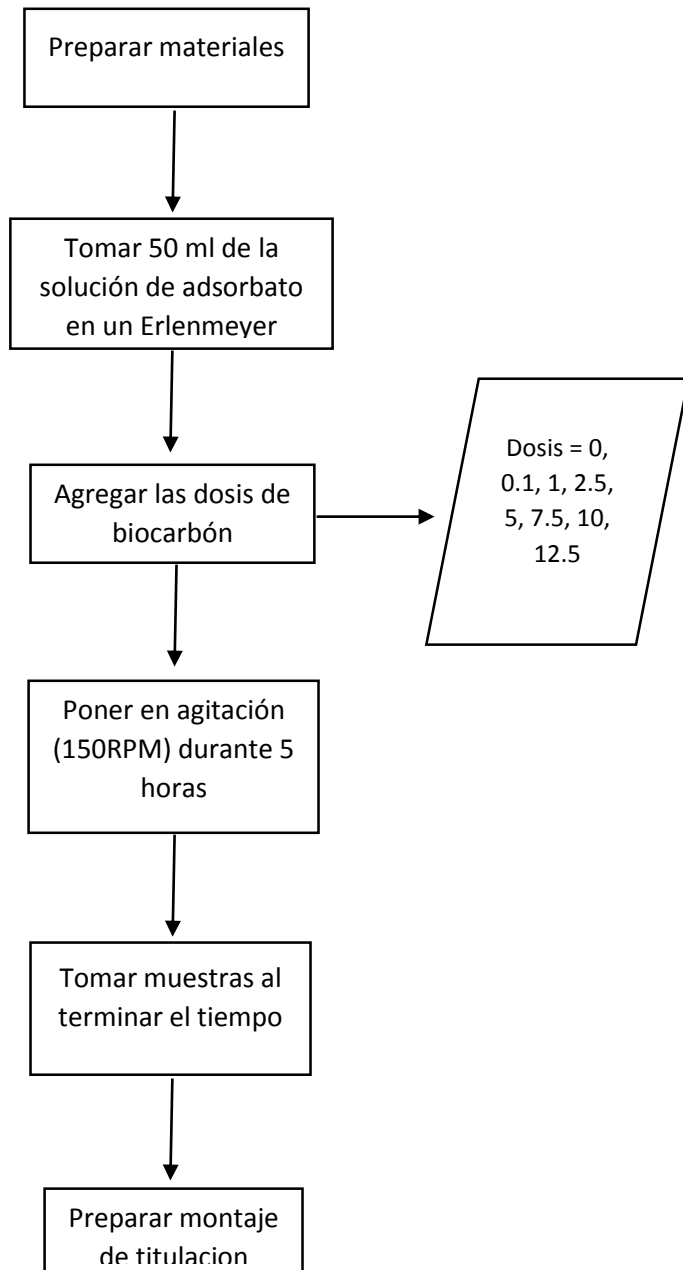 Preparar materiales
Tomar 50 ml de la
solución de adsorbato
en un Erlenmeyer
Agregar las dosis de
biocarbón
Dosis = 0,
0.1, 1, 2.5,
5, 7.5, 10,
12.5
Poner en agitación
(150RPM) durante 5
horas
Tomar muestras al
terminar el tiempo
Preparar montaje
de titulacion